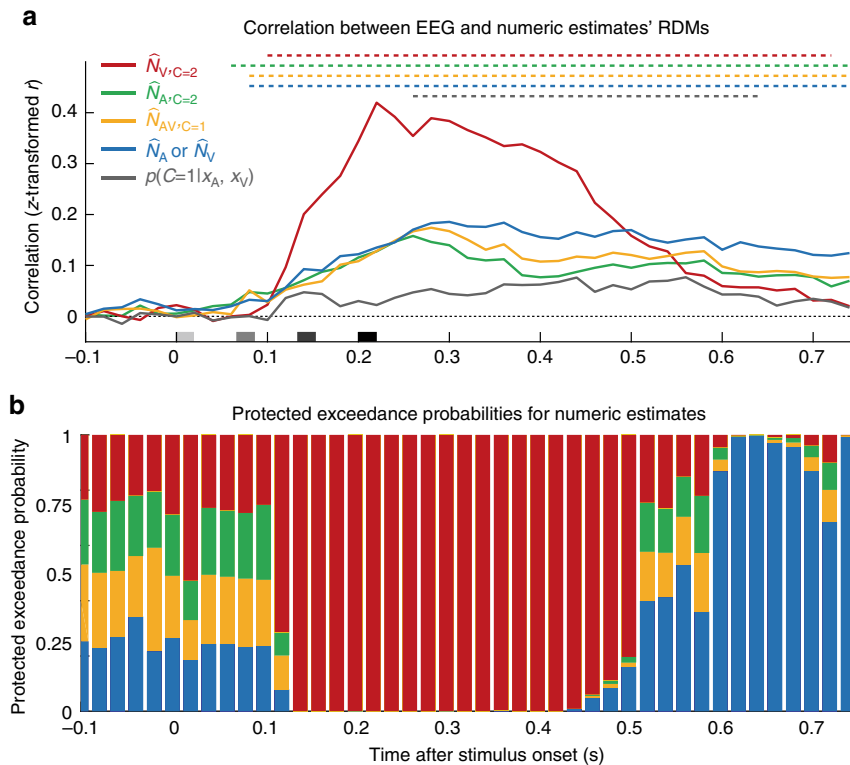 a
Correlation between EEG and numeric estimates' RDMs
Correlation (z-transformed r)
0.4
0.3
0.2
0.1
0
N̂V,C=2
N̂A,C=2
N̂AV,C=1
N̂A or N̂V
p(C=1|xA, xV)
−0.1 0 0.1 0.2 0.3 0.4 0.5 0.6 0.7
b
Protected exceedance probabilities for numeric estimates
Protected exceedance probability
1
0.75
0.5
0.25
0
−0.1 0 0.1 0.2 0.3 0.4 0.5 0.6 0.7
Time after stimulus onset (s)